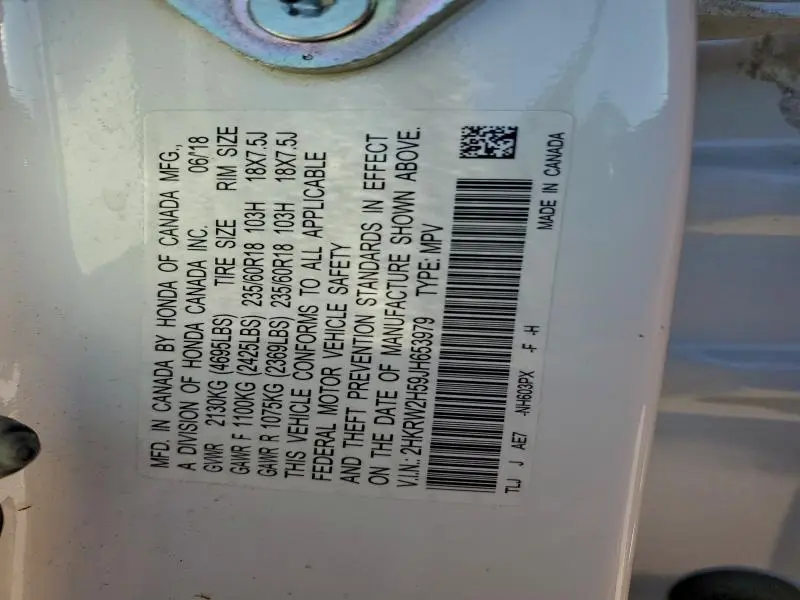 MFD. IN CANADA BY HONDA OF CANADA MFG.,
A DIVISION OF HONDA CANADA INC. 06/18
GVWR 2130KG (4695LBS) TIRE SIZE RIM SIZE
GAWR F 1100KG (2425LBS) 235/60R18 103H 18X7.5J
GAWR R 1075KG (2369LBS) 235/60R18 103H 18X7.5J
THIS VEHICLE CONFORMS TO ALL APPLICABLE
FEDERAL MOTOR VEHICLE SAFETY
AND THEFT PREVENTION STANDARDS IN EFFECT
ON THE DATE OF MANUFACTURE SHOWN ABOVE.
V.I.N.: 2HKRW2H59JH653979 TYPE: MPV
TLJ J AE7 -NH603PX -F -H
MADE IN CANADA